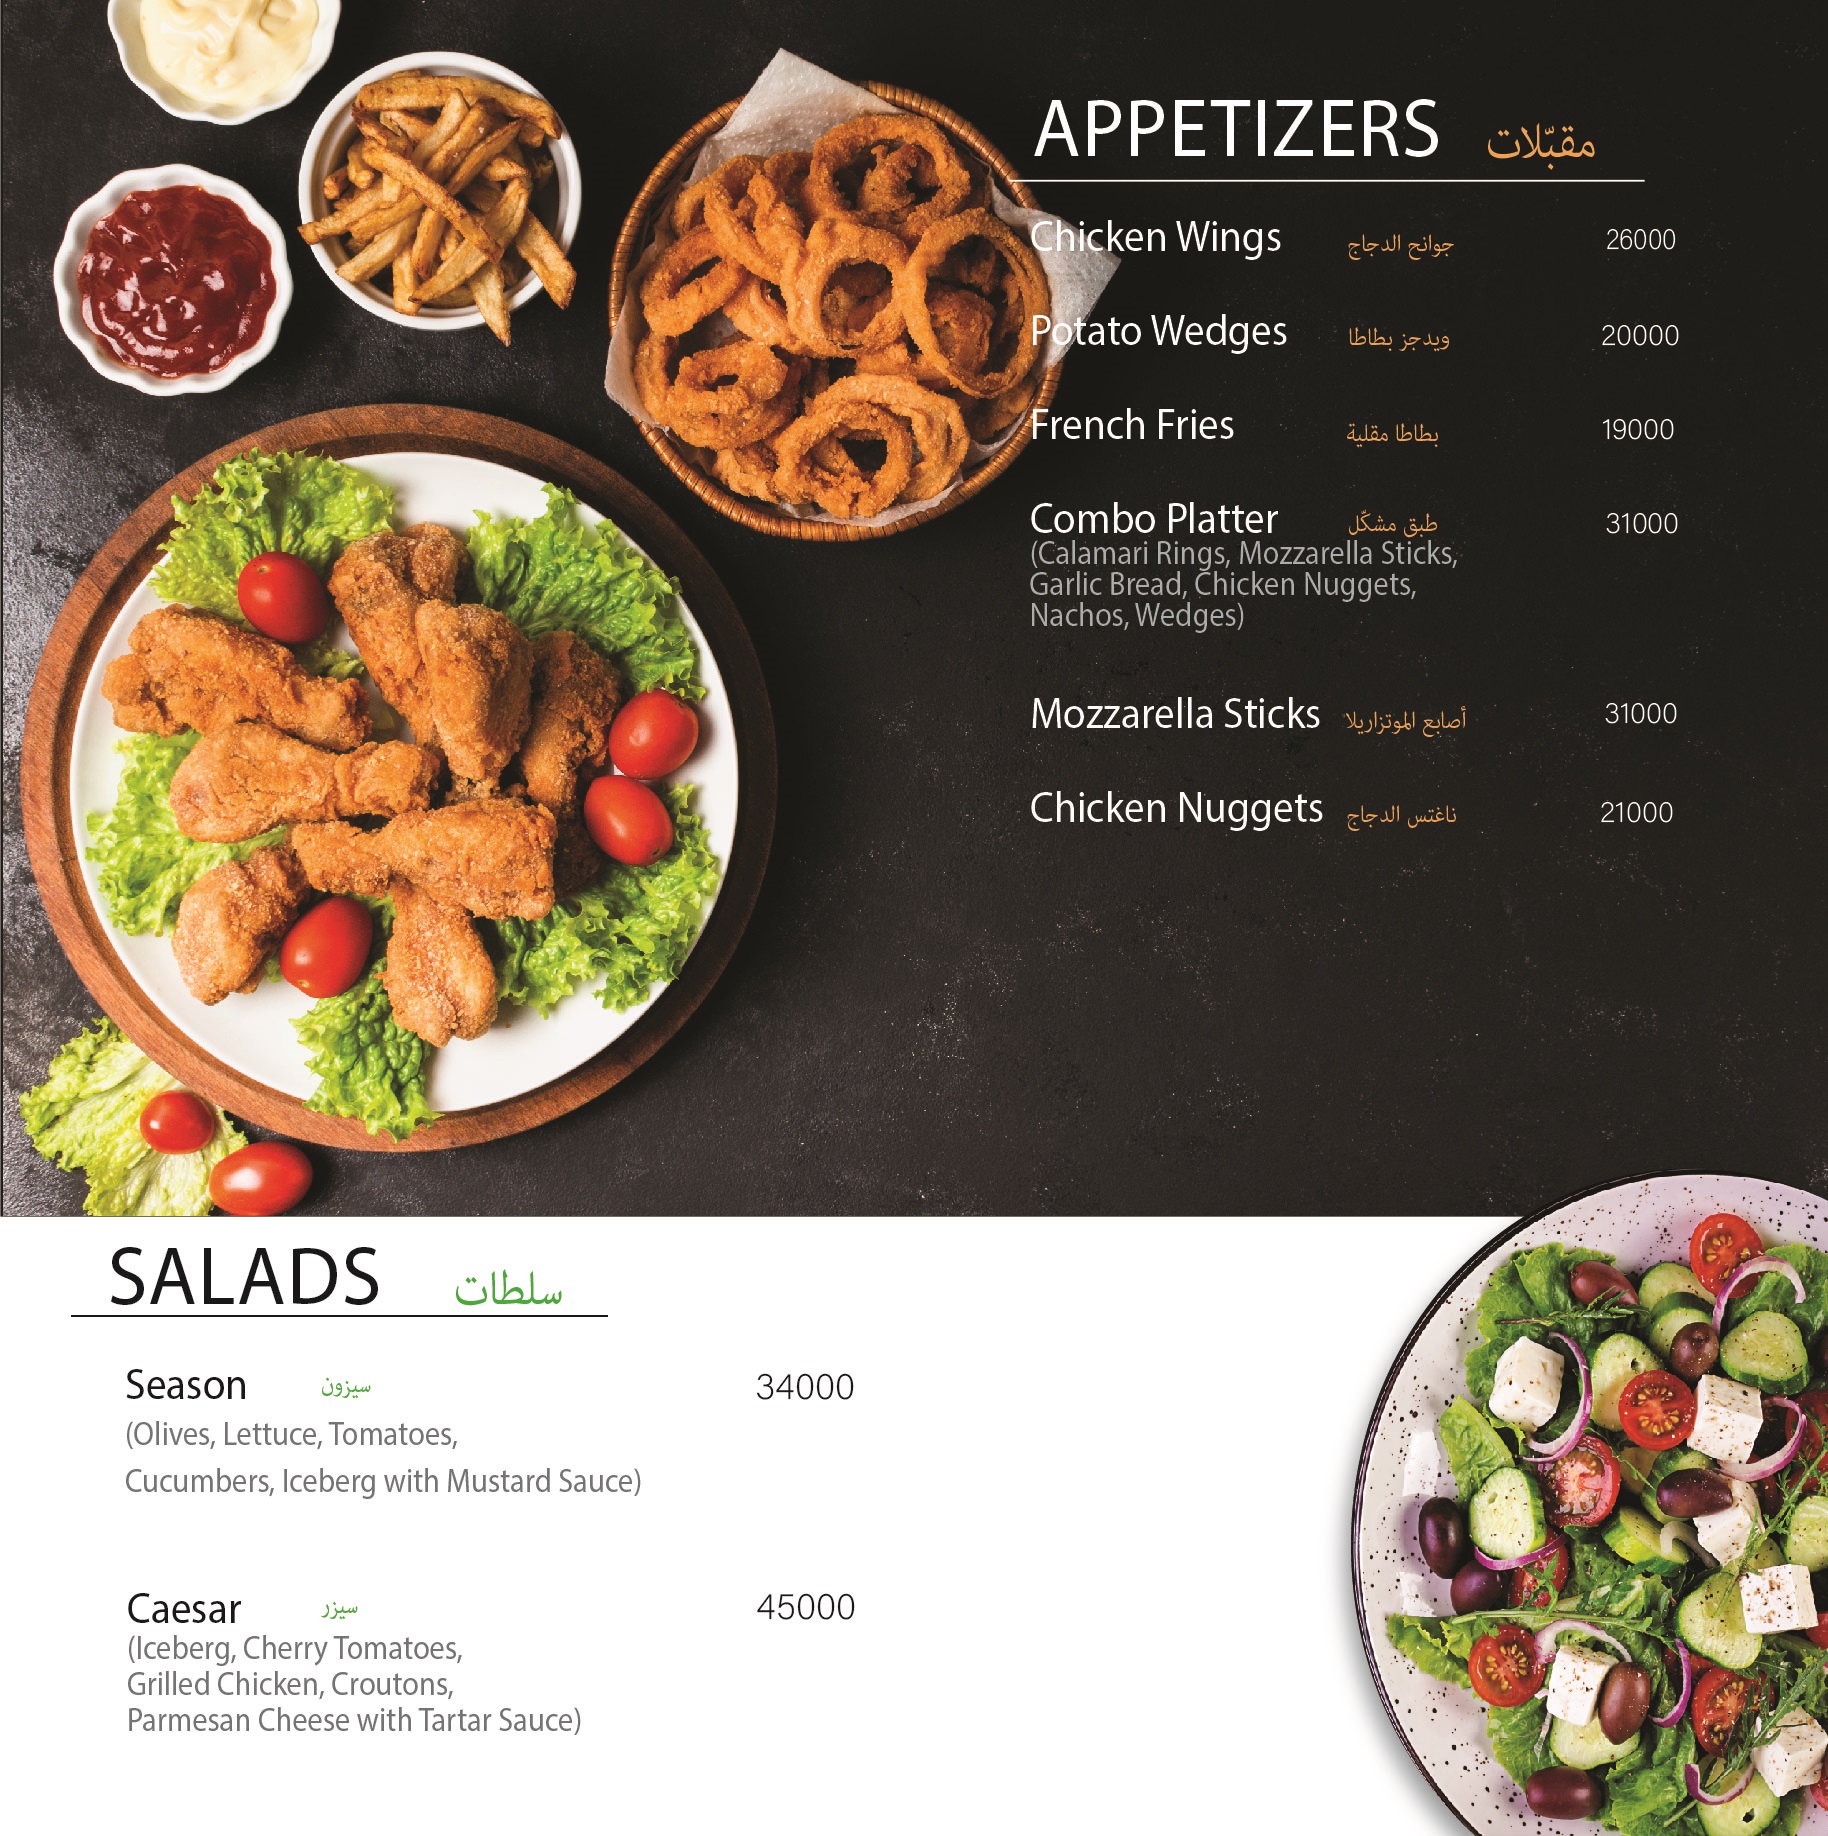 APPETIZERS مقبّلات
Chicken Wings جوانح الدجاج 26000
Potato Wedges ويدجز بطاطا 20000
French Fries بطاطا مقلية 19000
Combo Platter طبق مشكّل 31000
(Calamari Rings, Mozzarella Sticks,
Garlic Bread, Chicken Nuggets,
Nachos, Wedges)
Mozzarella Sticks أصابع الموتزاريلا 31000
Chicken Nuggets ناغتس الدجاج 21000
SALADS سلطات
Season سيزون 34000
(Olives, Lettuce, Tomatoes,
Cucumbers, Iceberg with Mustard Sauce)
Caesar سيزر 45000
(Iceberg, Cherry Tomatoes,
Grilled Chicken, Croutons,
Parmesan Cheese with Tartar Sauce)